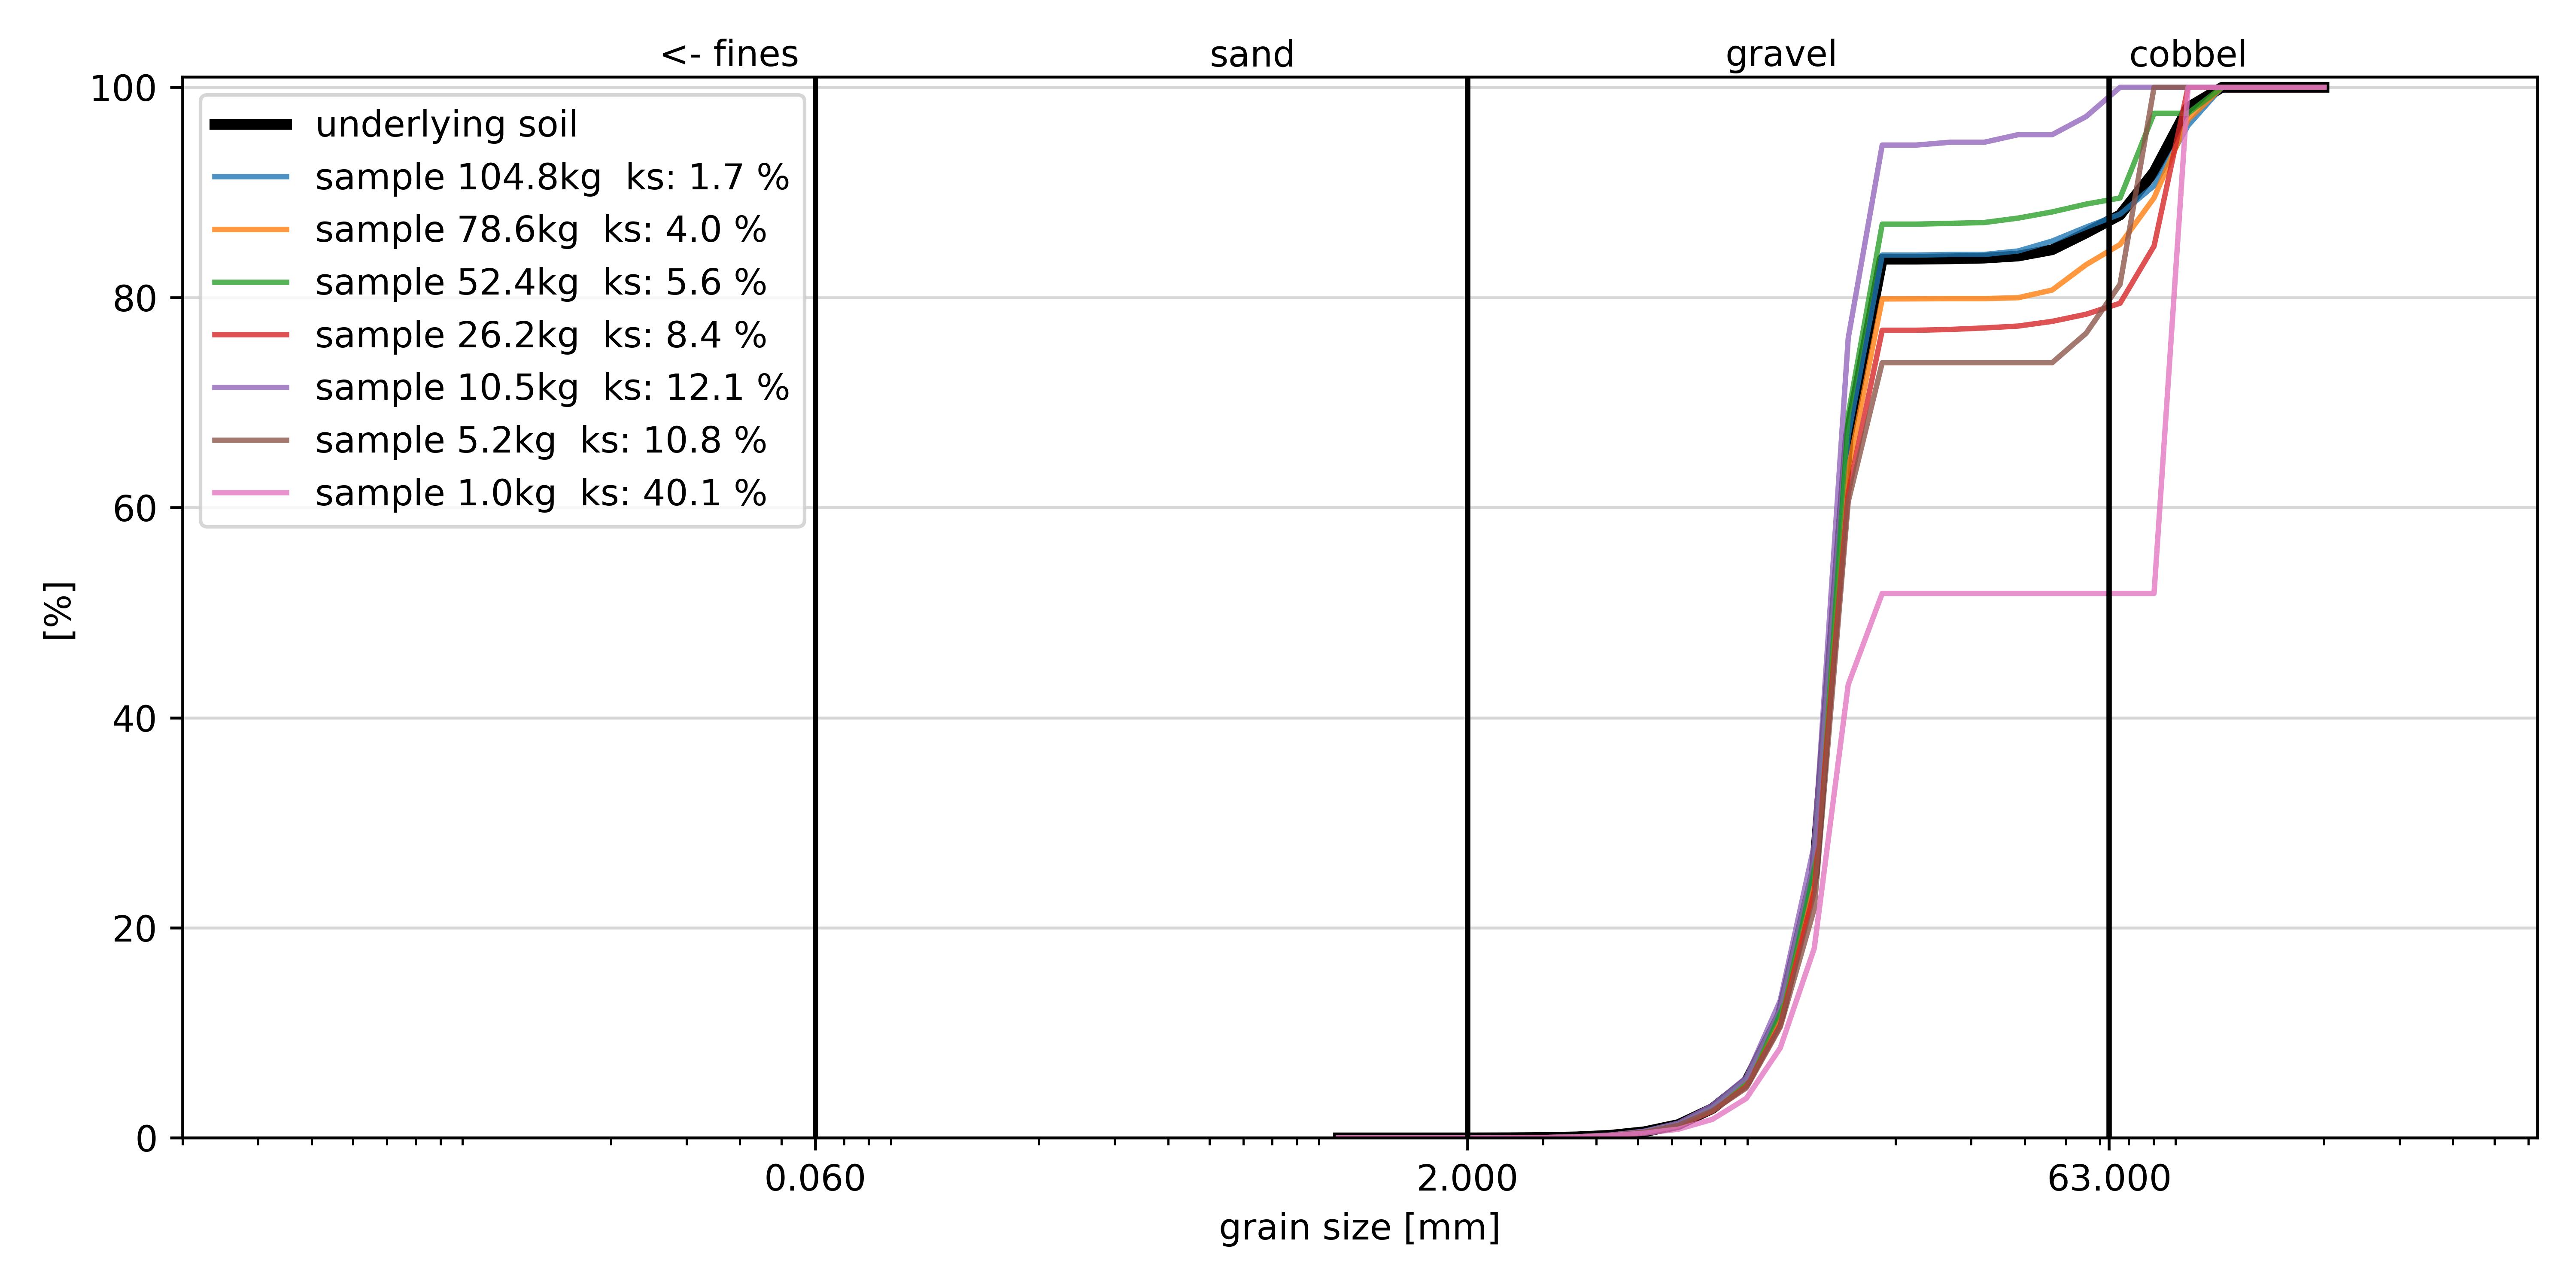 <- fines sand gravel cobbel
100
80
60
40
20
0
[%]
underlying soil
sample 104.8kg  ks: 1.7 %
sample 78.6kg  ks: 4.0 %
sample 52.4kg  ks: 5.6 %
sample 26.2kg  ks: 8.4 %
sample 10.5kg  ks: 12.1 %
sample 5.2kg  ks: 10.8 %
sample 1.0kg  ks: 40.1 %
0.060 2.000 63.000
grain size [mm]